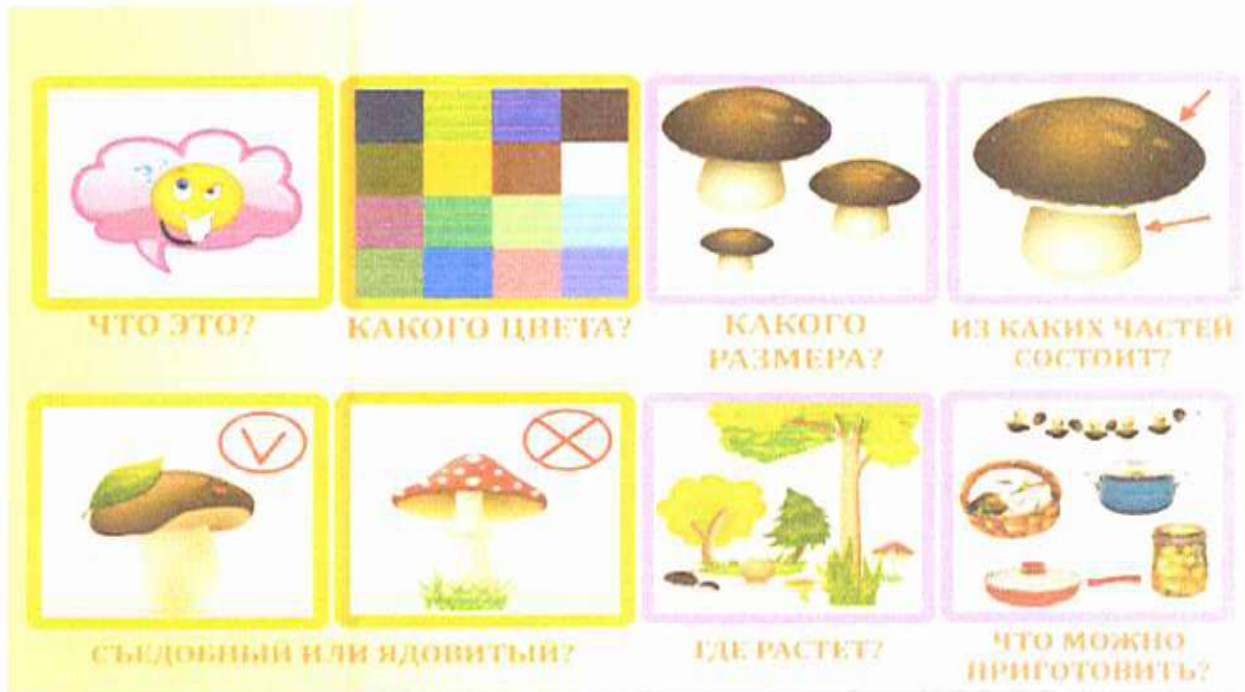 ЧТО ЭТО?
КАКОГО ЦВЕТА?
КАКОГО
РАЗМЕРА?
ИЗ КАКИХ ЧАСТЕЙ
СОСТОИТ?
СЪЕДОБНЫЙ ИЛИ ЯДОВИТЫЙ?
ГДЕ РАСТЕТ?
ЧТО МОЖНО
ПРИГОТОВИТЬ?